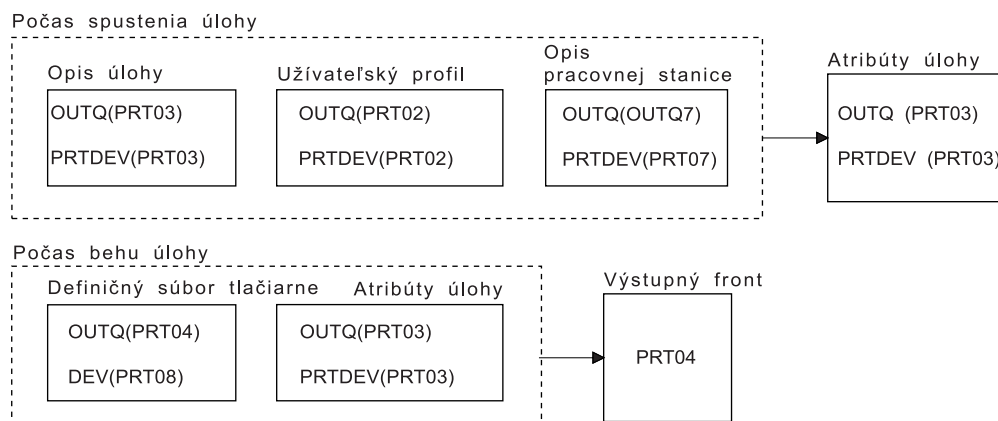 Počas spustenia úlohy
Opis úlohy
OUTQ(PRT03)
PRTDEV(PRT03)
Užívateľský profil
OUTQ(PRT02)
PRTDEV(PRT02)
Opis
pracovnej stanice
OUTQ(OUTQ7)
PRTDEV(PRT07)
Atribúty úlohy
OUTQ (PRT03)
PRTDEV (PRT03)
Počas behu úlohy
Definičný súbor tlačiarne
OUTQ(PRT04)
DEV(PRT08)
Atribúty úlohy
OUTQ(PRT03)
PRTDEV(PRT03)
Výstupný front
PRT04